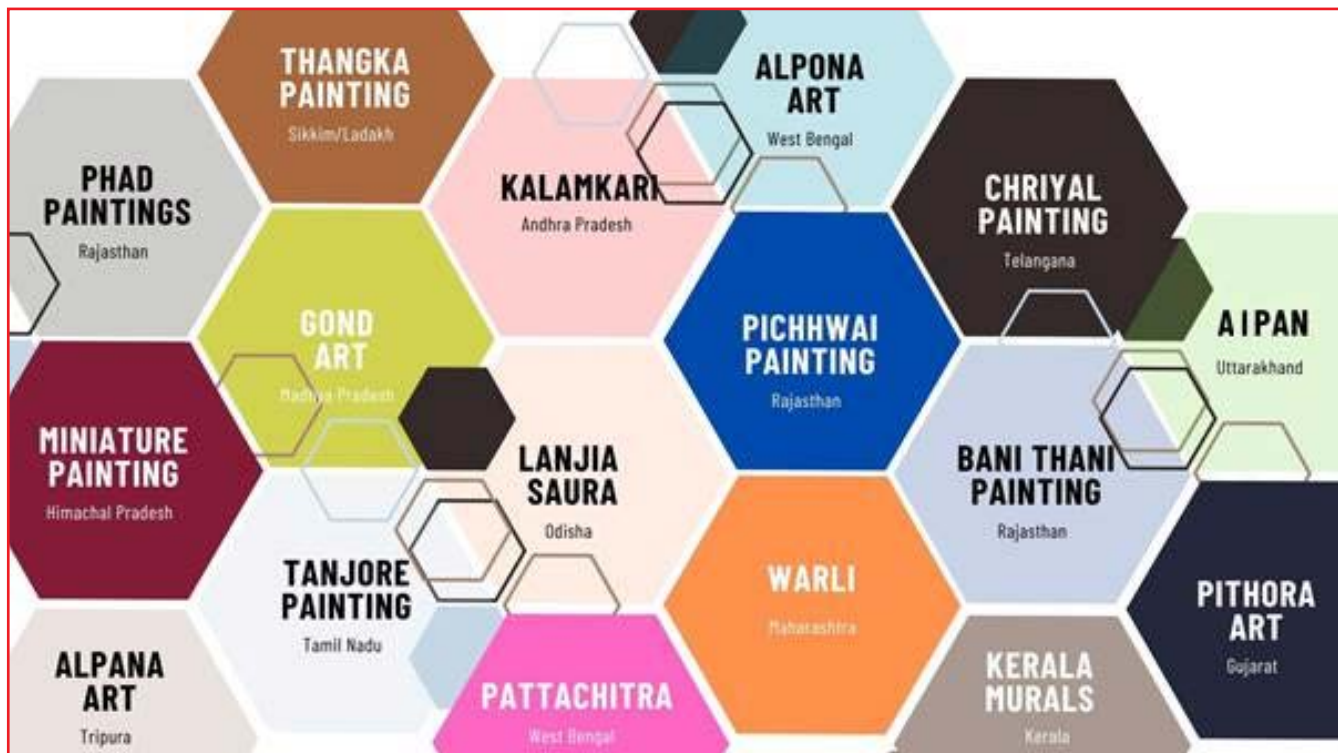 THANGKA
PAINTING
Sikkim/Ladakh
ALPONA
ART
West Bengal
PHAD
PAINTINGS
Rajasthan
KALAMKARI
Andhra Pradesh
CHRIYAL
PAINTING
Telangana
GOND
ART
Madhya Pradesh
PICHHWAI
PAINTING
Rajasthan
AIPAN
Uttarakhand
MINIATURE
PAINTING
Himachal Pradesh
LANJIA
SAURA
Odisha
BANI THANI
PAINTING
Rajasthan
TANJORE
PAINTING
Tamil Nadu
WARLI
Maharashtra
PITHORA
ART
Gujarat
ALPANA
ART
Tripura
PATTACHITRA
West Bengal
KERALA
MURALS
Kerala